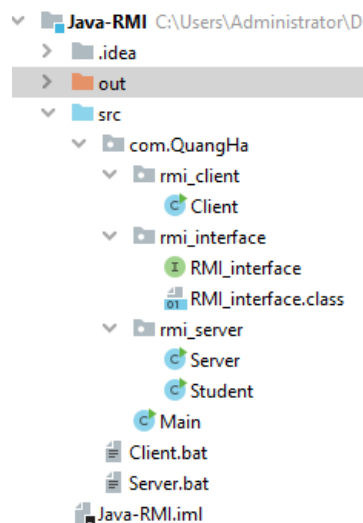 Java-RMI C:\Users\Administrator\D
.idea
out
src
com.QuangHa
rmi_client
C Client
rmi_interface
I RMI_interface
01 RMI_interface.class
rmi_server
C Server
C Student
C Main
Client.bat
Server.bat
Java-RMI.iml